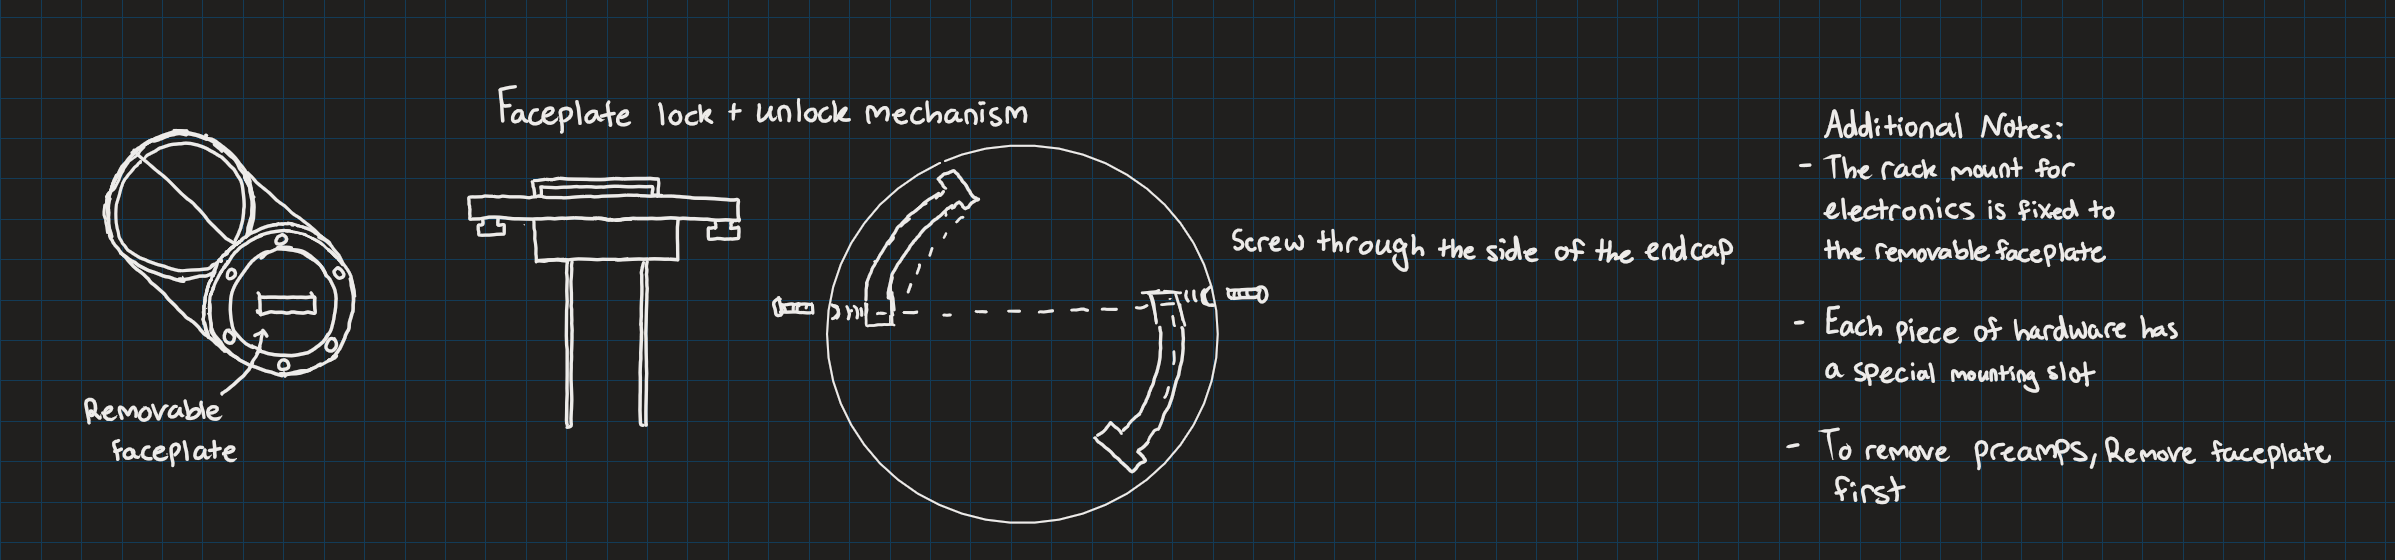 Faceplate lock + unlock mechanism
Removable
faceplate
Screw through the side of the endcap
Additional Notes:
- The rack mount for
electronics is fixed to
the removable faceplate
- Each piece of hardware has
a special mounting slot
- To remove preamps, Remove faceplate
first